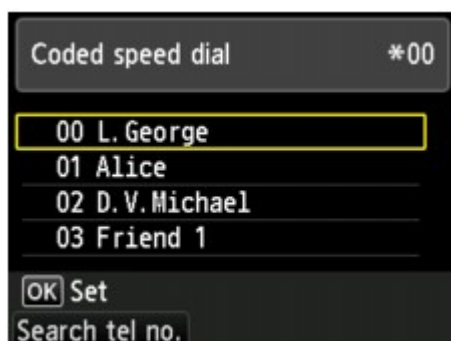 Coded speed dial *00
00 L.George
01 Alice
02 D.V.Michael
03 Friend 1
OK Set
Search tel no.